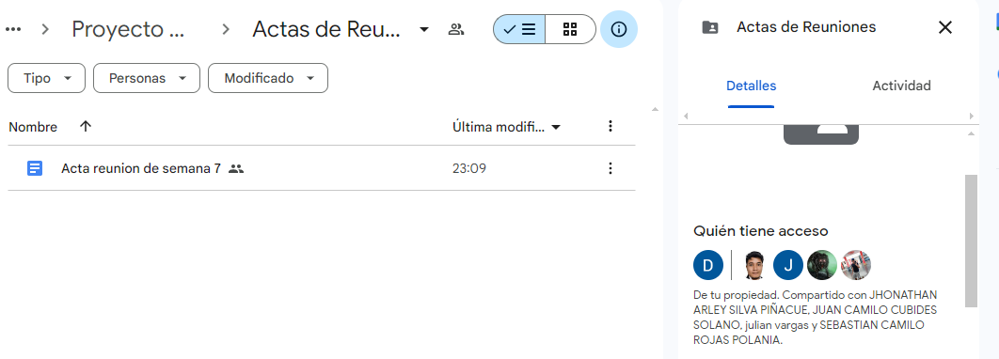 Proyecto ...
Actas de Reu...
Tipo
Personas
Modificado
Nombre
Última modifi...
Acta reunion de semana 7
23:09
Actas de Reuniones
Detalles
Actividad
Quién tiene acceso
D
J
De tu propiedad. Compartido con JHONATHAN
ARLEY SILVA PIÑACUE, JUAN CAMILO CUBIDES
SOLANO, julian vargas y SEBASTIAN CAMILO
ROJAS POLANIA.